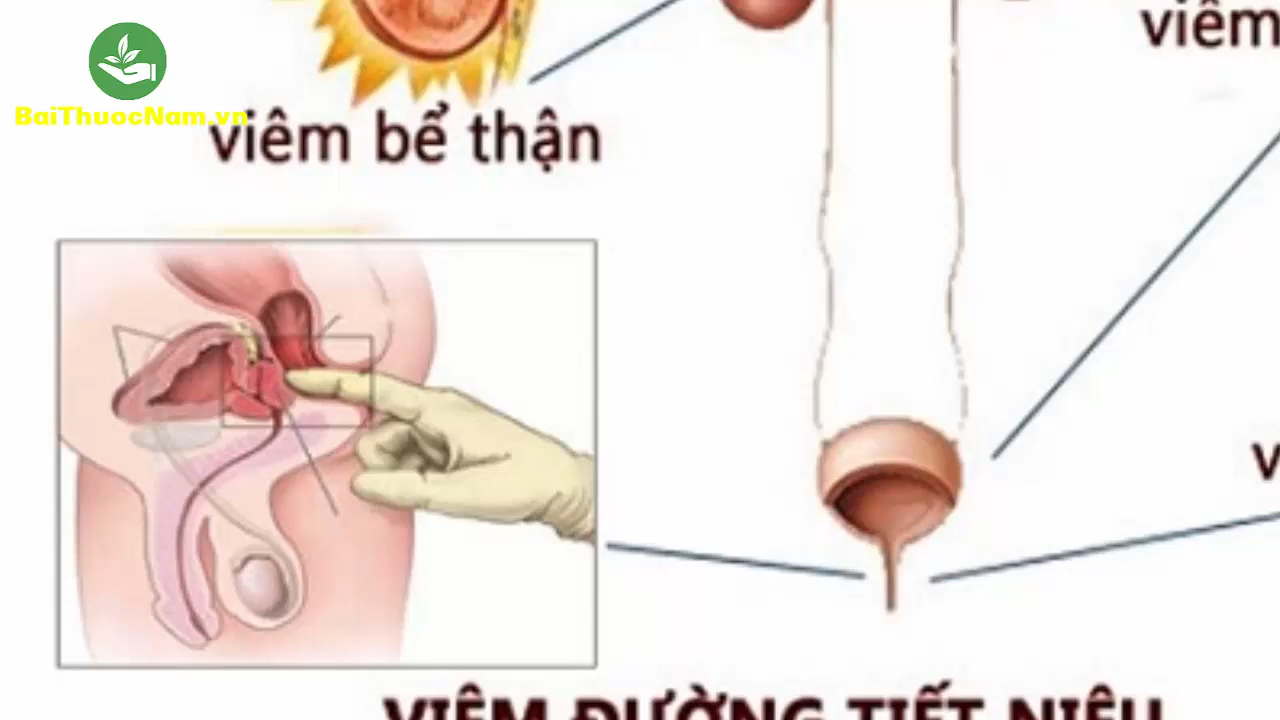 viêm
BaiThuocNam.vn
viêm bể thận
v
VIÊM ĐƯỜNG TIẾT NIỆU